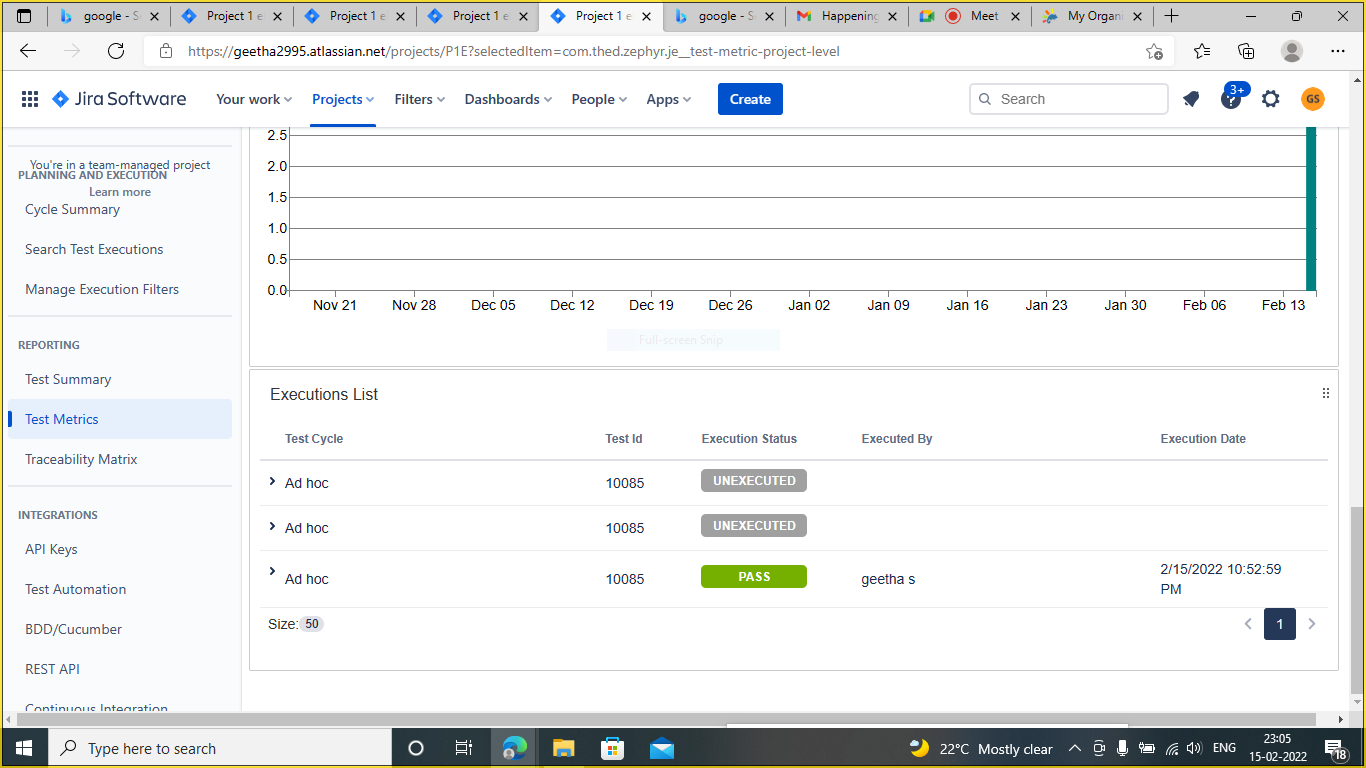 google - S
Project 1 e
Project 1 e
Project 1 e
Project 1 e
google - S
Happening
Meet
My Organi
https://geetha2995.atlassian.net/projects/P1E?selectedItem=com.thed.zephyr.je__test-metric-project-level
Jira Software
Your work
Projects
Filters
Dashboards
People
Apps
Create
Search
3+
GS
You're in a team-managed project
PLANNING AND EXECUTION
Learn more
Cycle Summary
Search Test Executions
Manage Execution Filters
REPORTING
Test Summary
Test Metrics
Traceability Matrix
INTEGRATIONS
API Keys
Test Automation
BDD/Cucumber
REST API
Continuous Integration
2.5
2.0
1.5
1.0
0.5
0.0
Nov 21 Nov 28 Dec 05 Dec 12 Dec 19 Dec 26 Jan 02 Jan 09 Jan 16 Jan 23 Jan 30 Feb 06 Feb 13
Full-screen Snip
Executions List
Test Cycle Test Id Execution Status Executed By Execution Date
Ad hoc 10085 UNEXECUTED
Ad hoc 10085 UNEXECUTED
Ad hoc 10085 PASS geetha s 2/15/2022 10:52:59
PM
Size: 50
1
Type here to search
22°C Mostly clear
ENG
23:05
15-02-2022
18